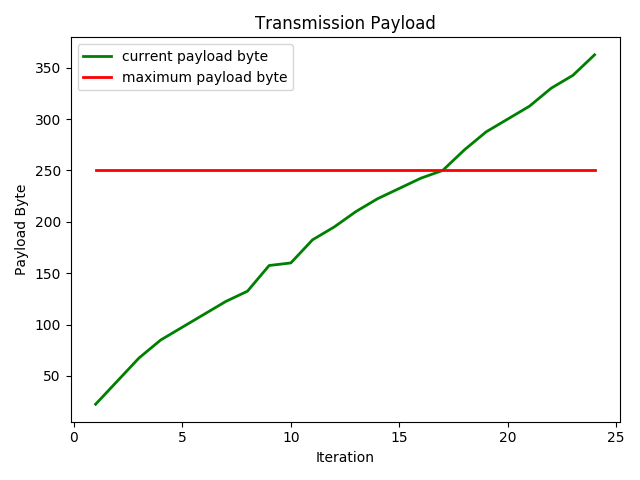 Transmission Payload
current payload byte
maximum payload byte
350
300
250
200
150
100
50
Payload Byte
0 5 10 15 20 25
Iteration